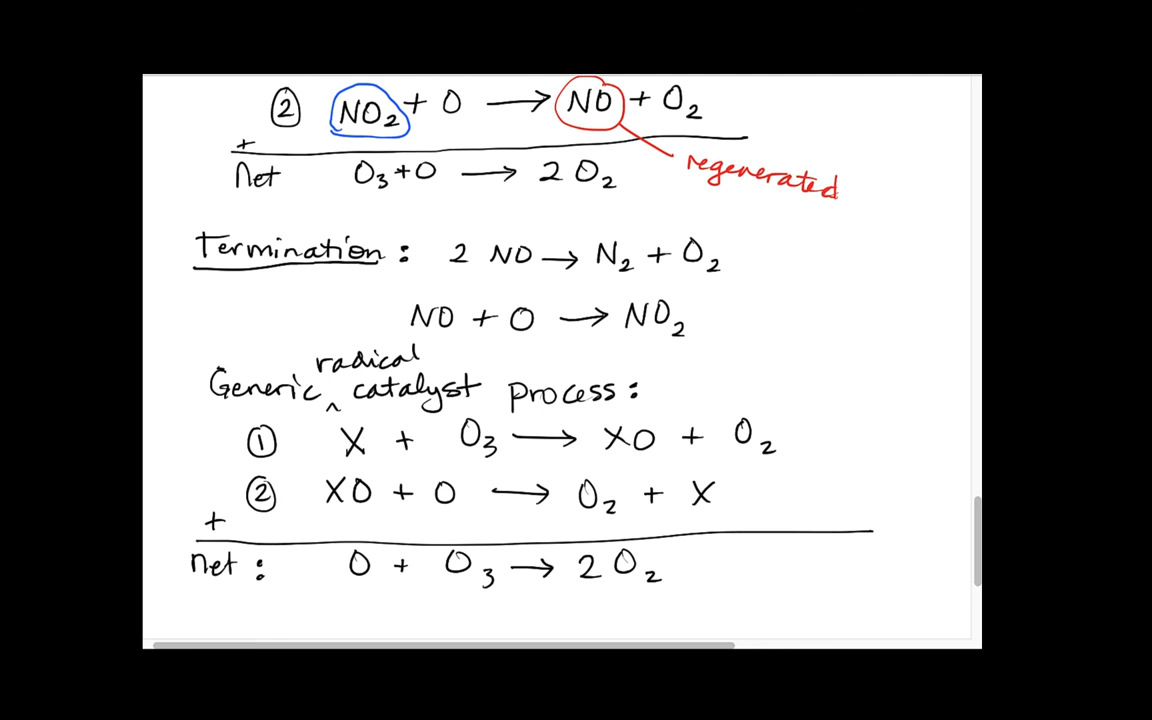 ② NO₂ + O ⟶ NO + O₂
+
Net O₃ + O ⟶ 2 O₂
regenerated
Termination : 2 NO → N₂ + O₂
NO + O → NO₂
radical
Generic ^ catalyst process :
① X + O₃ ⟶ XO + O₂
② XO + O ⟶ O₂ + X
+
net : O + O₃ → 2 O₂